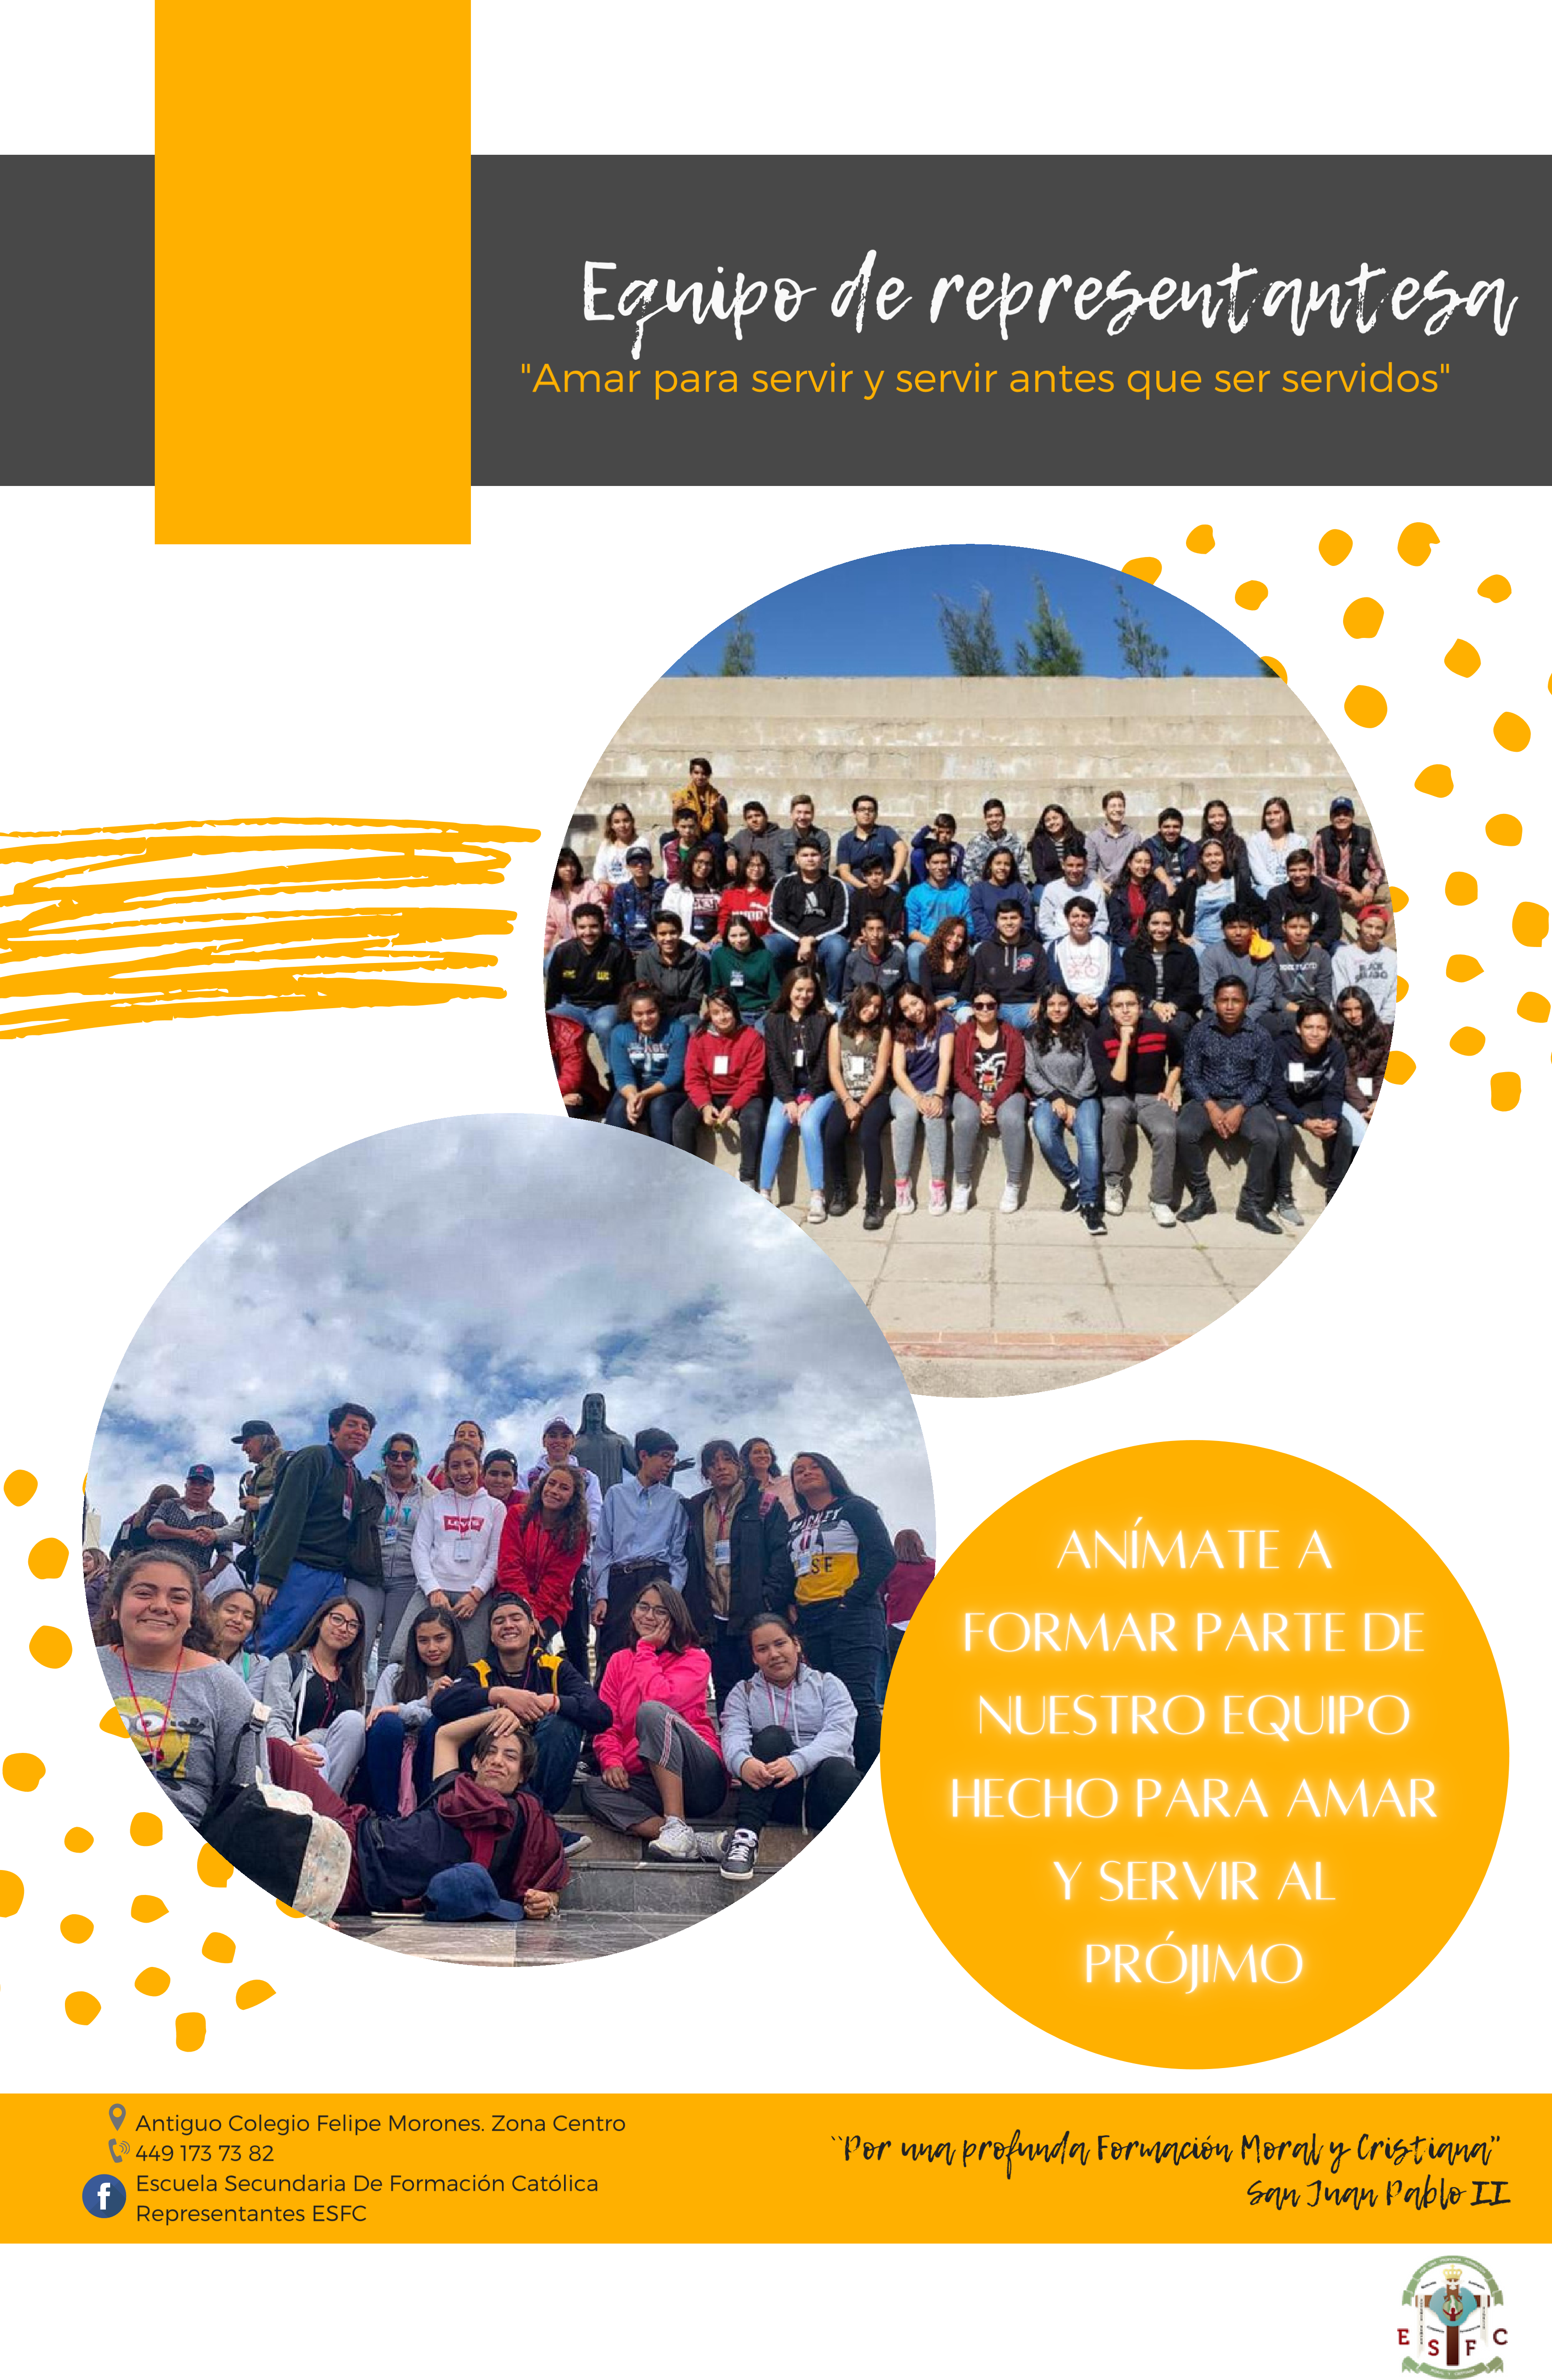 Equipo de representantesa
"Amar para servir y servir antes que ser servidos"
ANÍMATE A
FORMAR PARTE DE
NUESTRO EQUIPO
HECHO PARA AMAR
Y SERVIR AL
PRÓJIMO
Antiguo Colegio Felipe Morones. Zona Centro
449 173 73 82
Escuela Secundaria De Formación Católica
Representantes ESFC
``Por una profunda Formación Moral y Cristiana"
San Juan Pablo II
E S F C